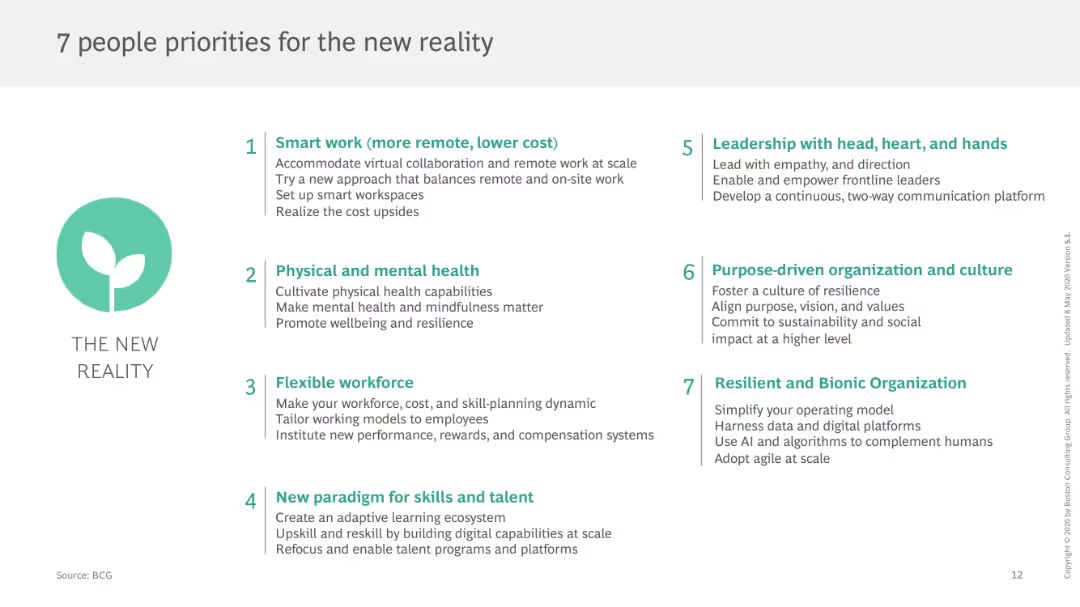 7 people priorities for the new reality
THE NEW
REALITY
1
Smart work (more remote, lower cost)
Accommodate virtual collaboration and remote work at scale
Try a new approach that balances remote and on-site work
Set up smart workspaces
Realize the cost upsides
2
Physical and mental health
Cultivate physical health capabilities
Make mental health and mindfulness matter
Promote wellbeing and resilience
3
Flexible workforce
Make your workforce, cost, and skill-planning dynamic
Tailor working models to employees
Institute new performance, rewards, and compensation systems
4
New paradigm for skills and talent
Create an adaptive learning ecosystem
Upskill and reskill by building digital capabilities at scale
Refocus and enable talent programs and platforms
5
Leadership with head, heart, and hands
Lead with empathy, and direction
Enable and empower frontline leaders
Develop a continuous, two-way communication platform
6
Purpose-driven organization and culture
Foster a culture of resilience
Align purpose, vision, and values
Commit to sustainability and social
impact at a higher level
7
Resilient and Bionic Organization
Simplify your operating model
Harness data and digital platforms
Use AI and algorithms to complement humans
Adopt agile at scale
Source: BCG
12
Copyright © 2020 by Boston Consulting Group. All rights reserved. Updated 8 May 2020 Version 5.1.